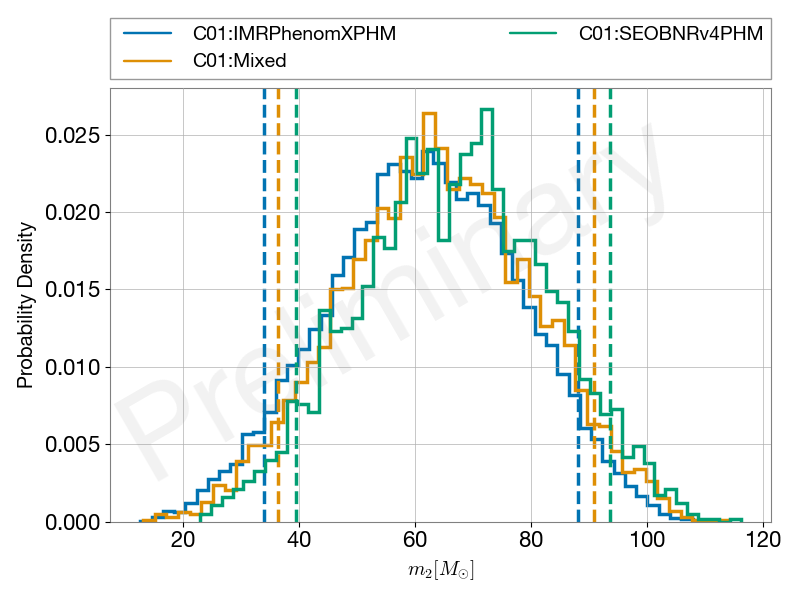 C01:IMRPhenomXPHM
C01:SEOBNRv4PHM
C01:Mixed
Preliminary
Probability Density
0.025
0.020
0.015
0.010
0.005
0.000
20 40 60 80 100 120
m₂[M⊙]